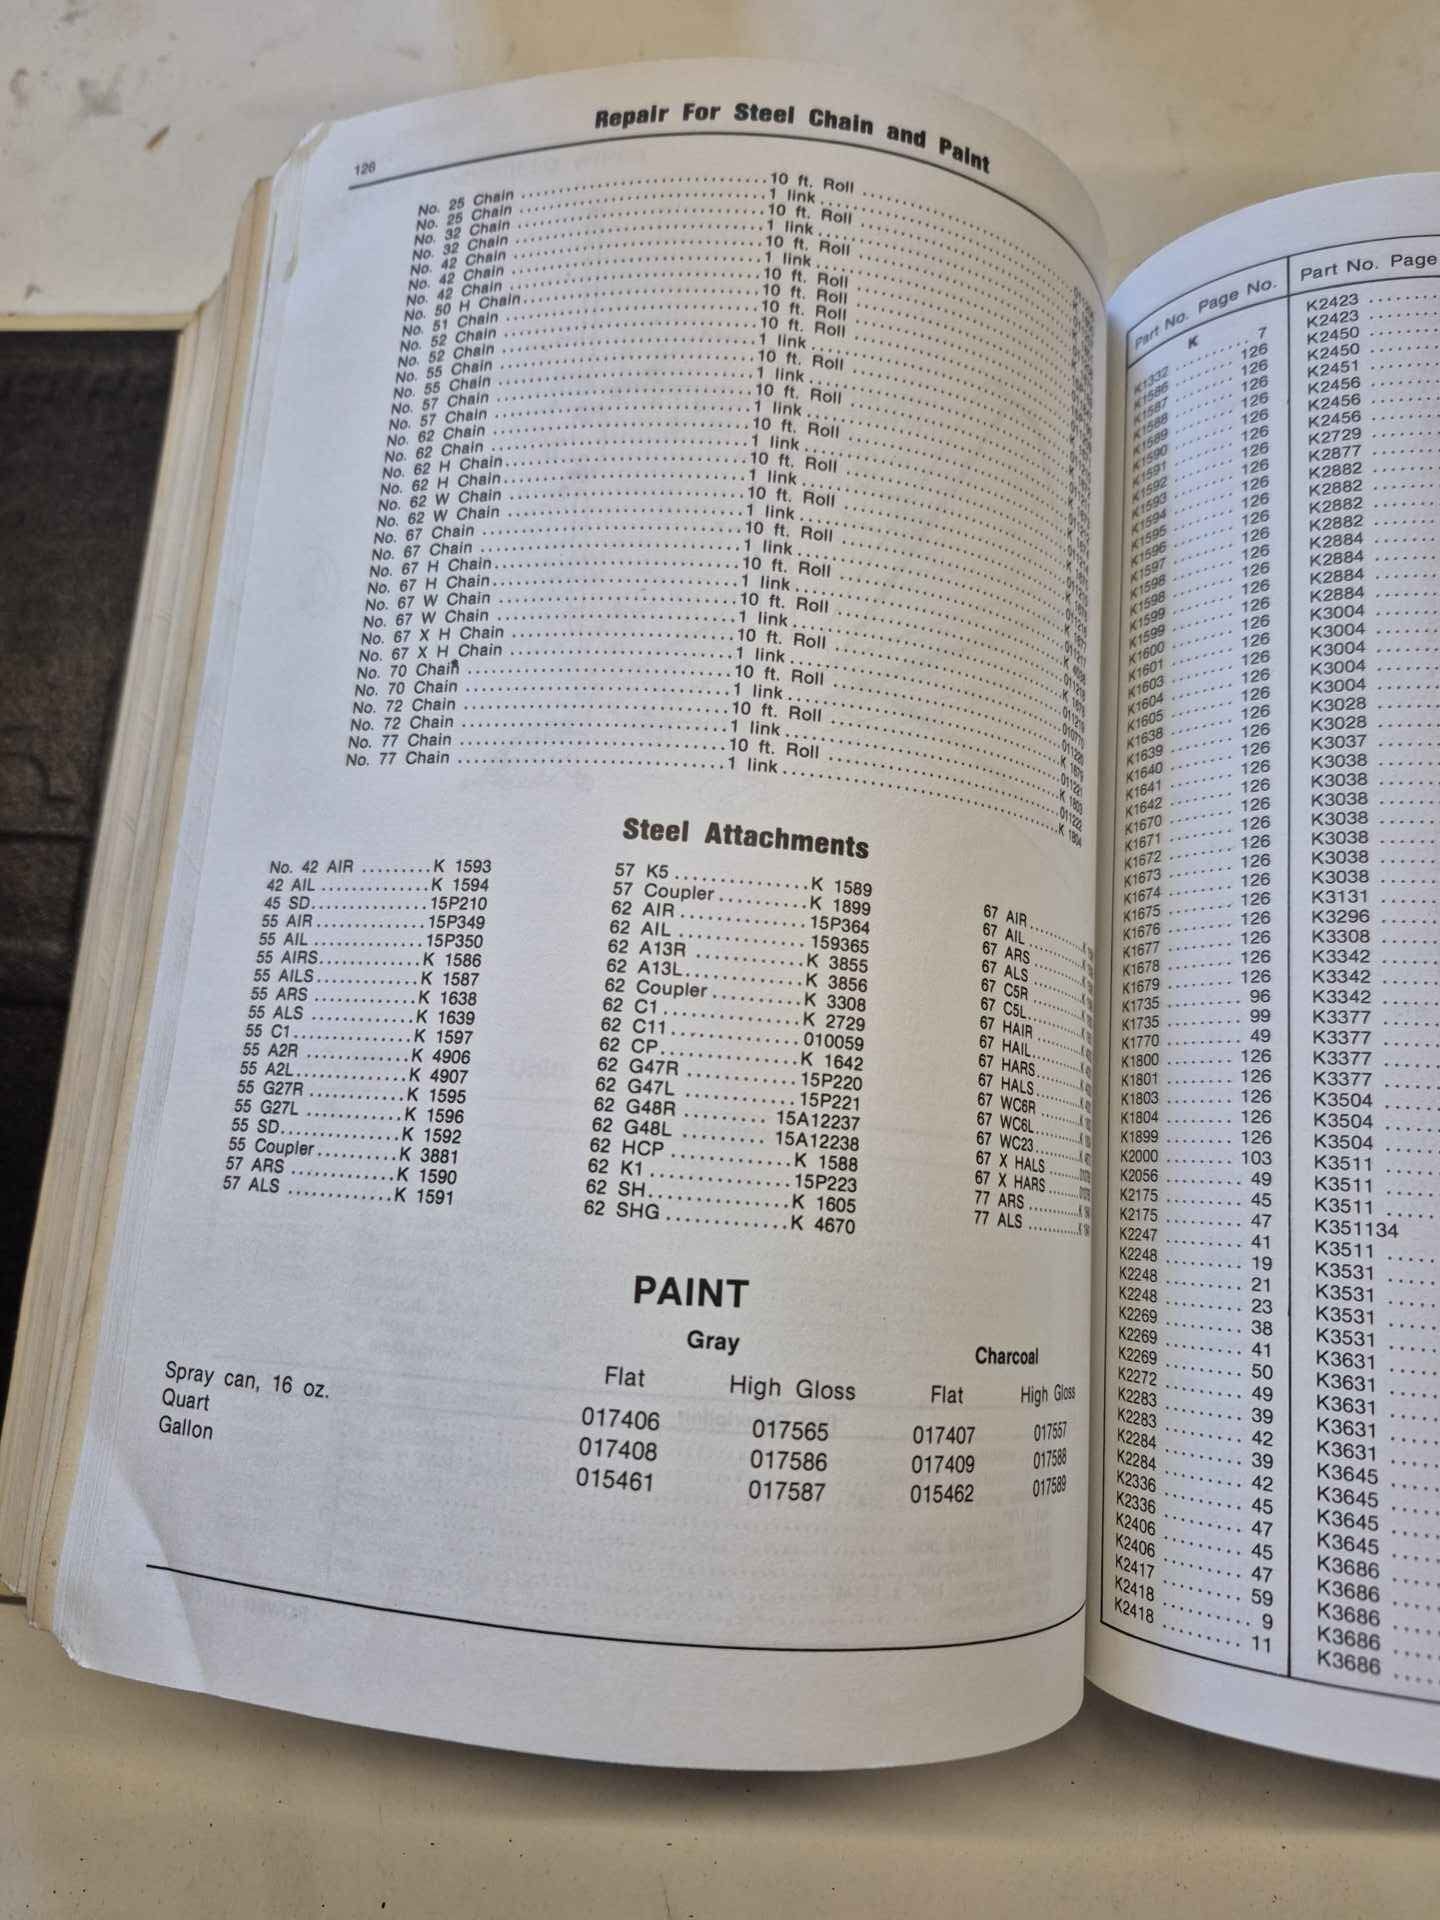 126
Repair For Steel Chain and Paint
No. 25 Chain 10 ft. Roll
No. 25 Chain 1 link
No. 32 Chain 10 ft. Roll
No. 32 Chain 1 link
No. 42 Chain 10 ft. Roll
No. 42 Chain 1 link
No. 42 Chain 10 ft. Roll
No. 50 H Chain 10 ft. Roll
No. 51 Chain 10 ft. Roll
No. 52 Chain 10 ft. Roll
No. 52 Chain 1 link
No. 55 Chain 10 ft. Roll
No. 55 Chain 1 link
No. 57 Chain 10 ft. Roll
No. 57 Chain 1 link
No. 62 Chain 10 ft. Roll
No. 62 Chain 1 link
No. 62 H Chain 10 ft. Roll
No. 62 H Chain 1 link
No. 62 W Chain 10 ft. Roll
No. 62 W Chain 1 link
No. 67 Chain 10 ft. Roll
No. 67 Chain 1 link
No. 67 H Chain 10 ft. Roll
No. 67 H Chain 1 link
No. 67 W Chain 10 ft. Roll
No. 67 W Chain 1 link
No. 67 X H Chain 10 ft. Roll
No. 67 X H Chain 1 link
No. 70 Chain 10 ft. Roll
No. 70 Chain 1 link
No. 72 Chain 10 ft. Roll 011221
No. 72 Chain 1 link K 1803
No. 77 Chain 10 ft. Roll 011222
No. 77 Chain 1 link K 1804
Steel Attachments
No. 42 AIR K 1593
42 AIL K 1594
45 SD 15P210
55 AIR 15P349
55 AIL 15P350
55 AIRS K 1586
55 AILS K 1587
55 ARS K 1638
55 ALS K 1639
55 C1 K 1597
55 A2R K 4906
55 A2L K 4907
55 G27R K 1595
55 G27L K 1596
55 SD K 1592
55 Coupler K 3881
57 ARS K 1590
57 ALS K 1591
57 K5 K 1589
57 Coupler K 1899
62 AIR 15P364
62 AIL 159365
62 A13R K 3855
62 A13L K 3856
62 Coupler K 3308
62 C1 K 2729
62 C11 010059
62 CP K 1642
62 G47R 15P220
62 G47L 15P221
62 G48R 15A12237
62 G48L 15A12238
62 HCP K 1588
62 K1 15P223
62 SH K 1605
62 SHG K 4670
67 AIR
67 AIL
67 ARS
67 ALS
67 C5R
67 C5L
67 HAIR
67 HAIL
67 HARS
67 HALS
67 WC6R
67 WC6L
67 WC23
67 X HALS
67 X HARS
77 ARS
77 ALS
PAINT
Gray Charcoal
Flat High Gloss Flat High Gloss
Spray can, 16 oz. 017406 017565 017407 017557
Quart 017408 017586 017409 017588
Gallon 015461 017587 015462 017589
Part No. Page No.
K
K1332 7
K1586 126
K1587 126
K1588 126
K1589 126
K1590 126
K1591 126
K1592 126
K1593 126
K1594 126
K1595 126
K1596 126
K1597 126
K1598 126
K1598 126
K1599 126
K1599 126
K1600 126
K1601 126
K1603 126
K1604 126
K1605 126
K1638 126
K1639 126
K1640 126
K1641 126
K1642 126
K1670 126
K1671 126
K1672 126
K1673 126
K1674 126
K1675 126
K1676 126
K1677 126
K1678 126
K1679 126
K1735 96
K1735 99
K1770 49
K1800 126
K1801 126
K1803 126
K1804 126
K1899 126
K2000 103
K2056 49
K2175 45
K2175 47
K2247 41
K2248 19
K2248 21
K2248 23
K2269 38
K2269 41
K2269 50
K2272 49
K2283 39
K2283 42
K2284 39
K2284 42
K2336 45
K2336 47
K2406 45
K2406 47
K2417 59
K2418 9
K2418 11
Part No. Page
K2423
K2423
K2450
K2450
K2451
K2456
K2456
K2456
K2729
K2877
K2882
K2882
K2882
K2882
K2884
K2884
K2884
K2884
K3004
K3004
K3004
K3004
K3004
K3028
K3028
K3037
K3038
K3038
K3038
K3038
K3038
K3038
K3038
K3131
K3296
K3308
K3342
K3342
K3342
K3377
K3377
K3377
K3377
K3504
K3504
K3504
K3511
K3511
K3511
K351134
K3511
K3531
K3531
K3531
K3531
K3631
K3631
K3631
K3631
K3631
K3645
K3645
K3645
K3645
K3686
K3686
K3686
K3686
K3686